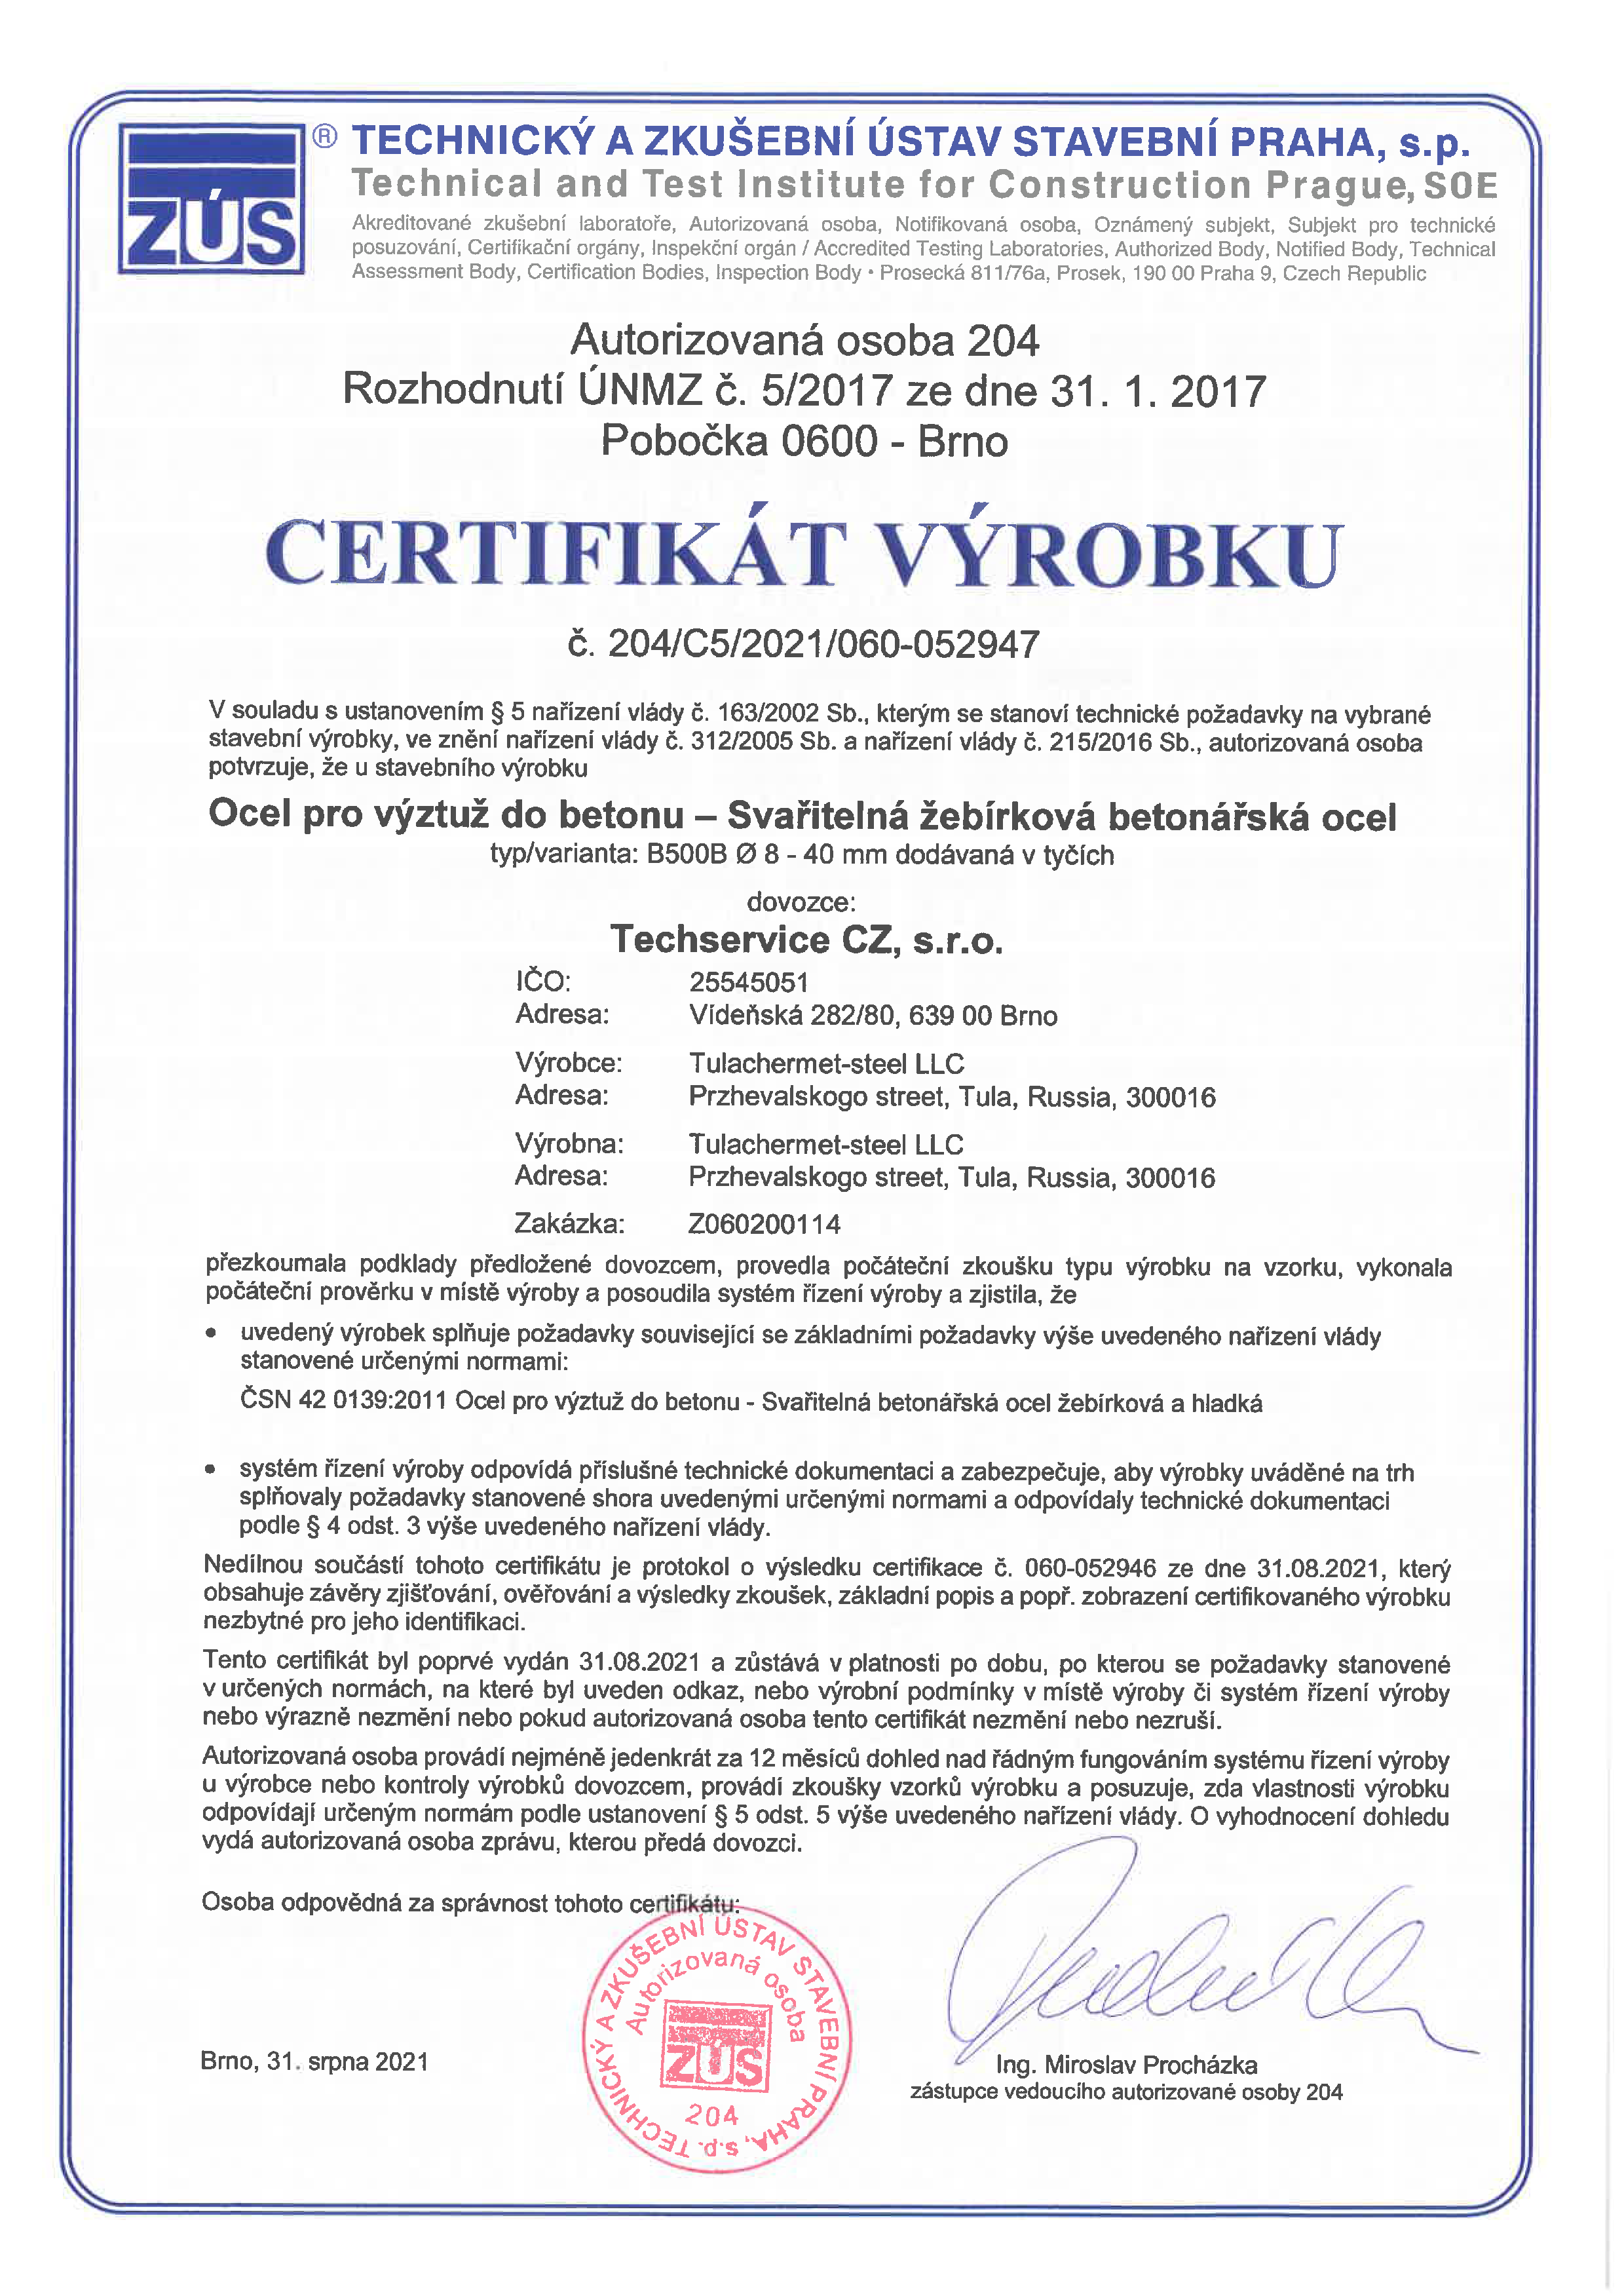 ZÚS
® TECHNICKÝ A ZKUŠEBNÍ ÚSTAV STAVEBNÍ PRAHA, s.p.
Technical and Test Institute for Construction Prague, SOE
Akreditované zkušební laboratoře, Autorizovaná osoba, Notifikovaná osoba, Oznámený subjekt, Subjekt pro technické
posuzování, Certifikační orgány, Inspekční orgán / Accredited Testing Laboratories, Authorized Body, Notified Body, Technical
Assessment Body, Certification Bodies, Inspection Body • Prosecká 811/76a, Prosek, 190 00 Praha 9, Czech Republic
Autorizovaná osoba 204
Rozhodnutí ÚNMZ č. 5/2017 ze dne 31. 1. 2017
Pobočka 0600 - Brno
CERTIFIKÁT VÝROBKU
č. 204/C5/2021/060-052947
V souladu s ustanovením § 5 nařízení vlády č. 163/2002 Sb., kterým se stanoví technické požadavky na vybrané
stavební výrobky, ve znění nařízení vlády č. 312/2005 Sb. a nařízení vlády č. 215/2016 Sb., autorizovaná osoba
potvrzuje, že u stavebního výrobku
Ocel pro výztuž do betonu – Svařitelná žebírková betonářská ocel
typ/varianta: B500B Ø 8 - 40 mm dodávaná v tyčích
dovozce:
Techservice CZ, s.r.o.
IČO: 25545051
Adresa: Vídeňská 282/80, 639 00 Brno
Výrobce: Tulachermet-steel LLC
Adresa: Przhevalskogo street, Tula, Russia, 300016
Výrobna: Tulachermet-steel LLC
Adresa: Przhevalskogo street, Tula, Russia, 300016
Zakázka: Z060200114
přezkoumala podklady předložené dovozcem, provedla počáteční zkoušku typu výrobku na vzorku, vykonala
počáteční prověrku v místě výroby a posoudila systém řízení výroby a zjistila, že
• uvedený výrobek splňuje požadavky související se základními požadavky výše uvedeného nařízení vlády
stanovené určenými normami:
ČSN 42 0139:2011 Ocel pro výztuž do betonu - Svařitelná betonářská ocel žebírková a hladká
• systém řízení výroby odpovídá příslušné technické dokumentaci a zabezpečuje, aby výrobky uváděné na trh
splňovaly požadavky stanovené shora uvedenými určenými normami a odpovídaly technické dokumentaci
podle § 4 odst. 3 výše uvedeného nařízení vlády.
Nedílnou součástí tohoto certifikátu je protokol o výsledku certifikace č. 060-052946 ze dne 31.08.2021, který
obsahuje závěry zjišťování, ověřování a výsledky zkoušek, základní popis a popř. zobrazení certifikovaného výrobku
nezbytné pro jeho identifikaci.
Tento certifikát byl poprvé vydán 31.08.2021 a zůstává v platnosti po dobu, po kterou se požadavky stanovené
v určených normách, na které byl uveden odkaz, nebo výrobní podmínky v místě výroby či systém řízení výroby
nebo výrazně nezmění nebo pokud autorizovaná osoba tento certifikát nezmění nebo nezruší.
Autorizovaná osoba provádí nejméně jedenkrát za 12 měsíců dohled nad řádným fungováním systému řízení výroby
u výrobce nebo kontroly výrobků dovozcem, provádí zkoušky vzorků výrobku a posuzuje, zda vlastnosti výrobku
odpovídají určeným normám podle ustanovení § 5 odst. 5 výše uvedeného nařízení vlády. O vyhodnocení dohledu
vydá autorizovaná osoba zprávu, kterou předá dovozci.
Osoba odpovědná za správnost tohoto certifikátu:
TECHNICKÝ A ZKUŠEBNÍ ÚSTAV STAVEBNÍ PRAHA, s.p.
Autorizovaná osoba
ZÚS
204
Brno, 31. srpna 2021
Ing. Miroslav Procházka
zástupce vedoucího autorizované osoby 204